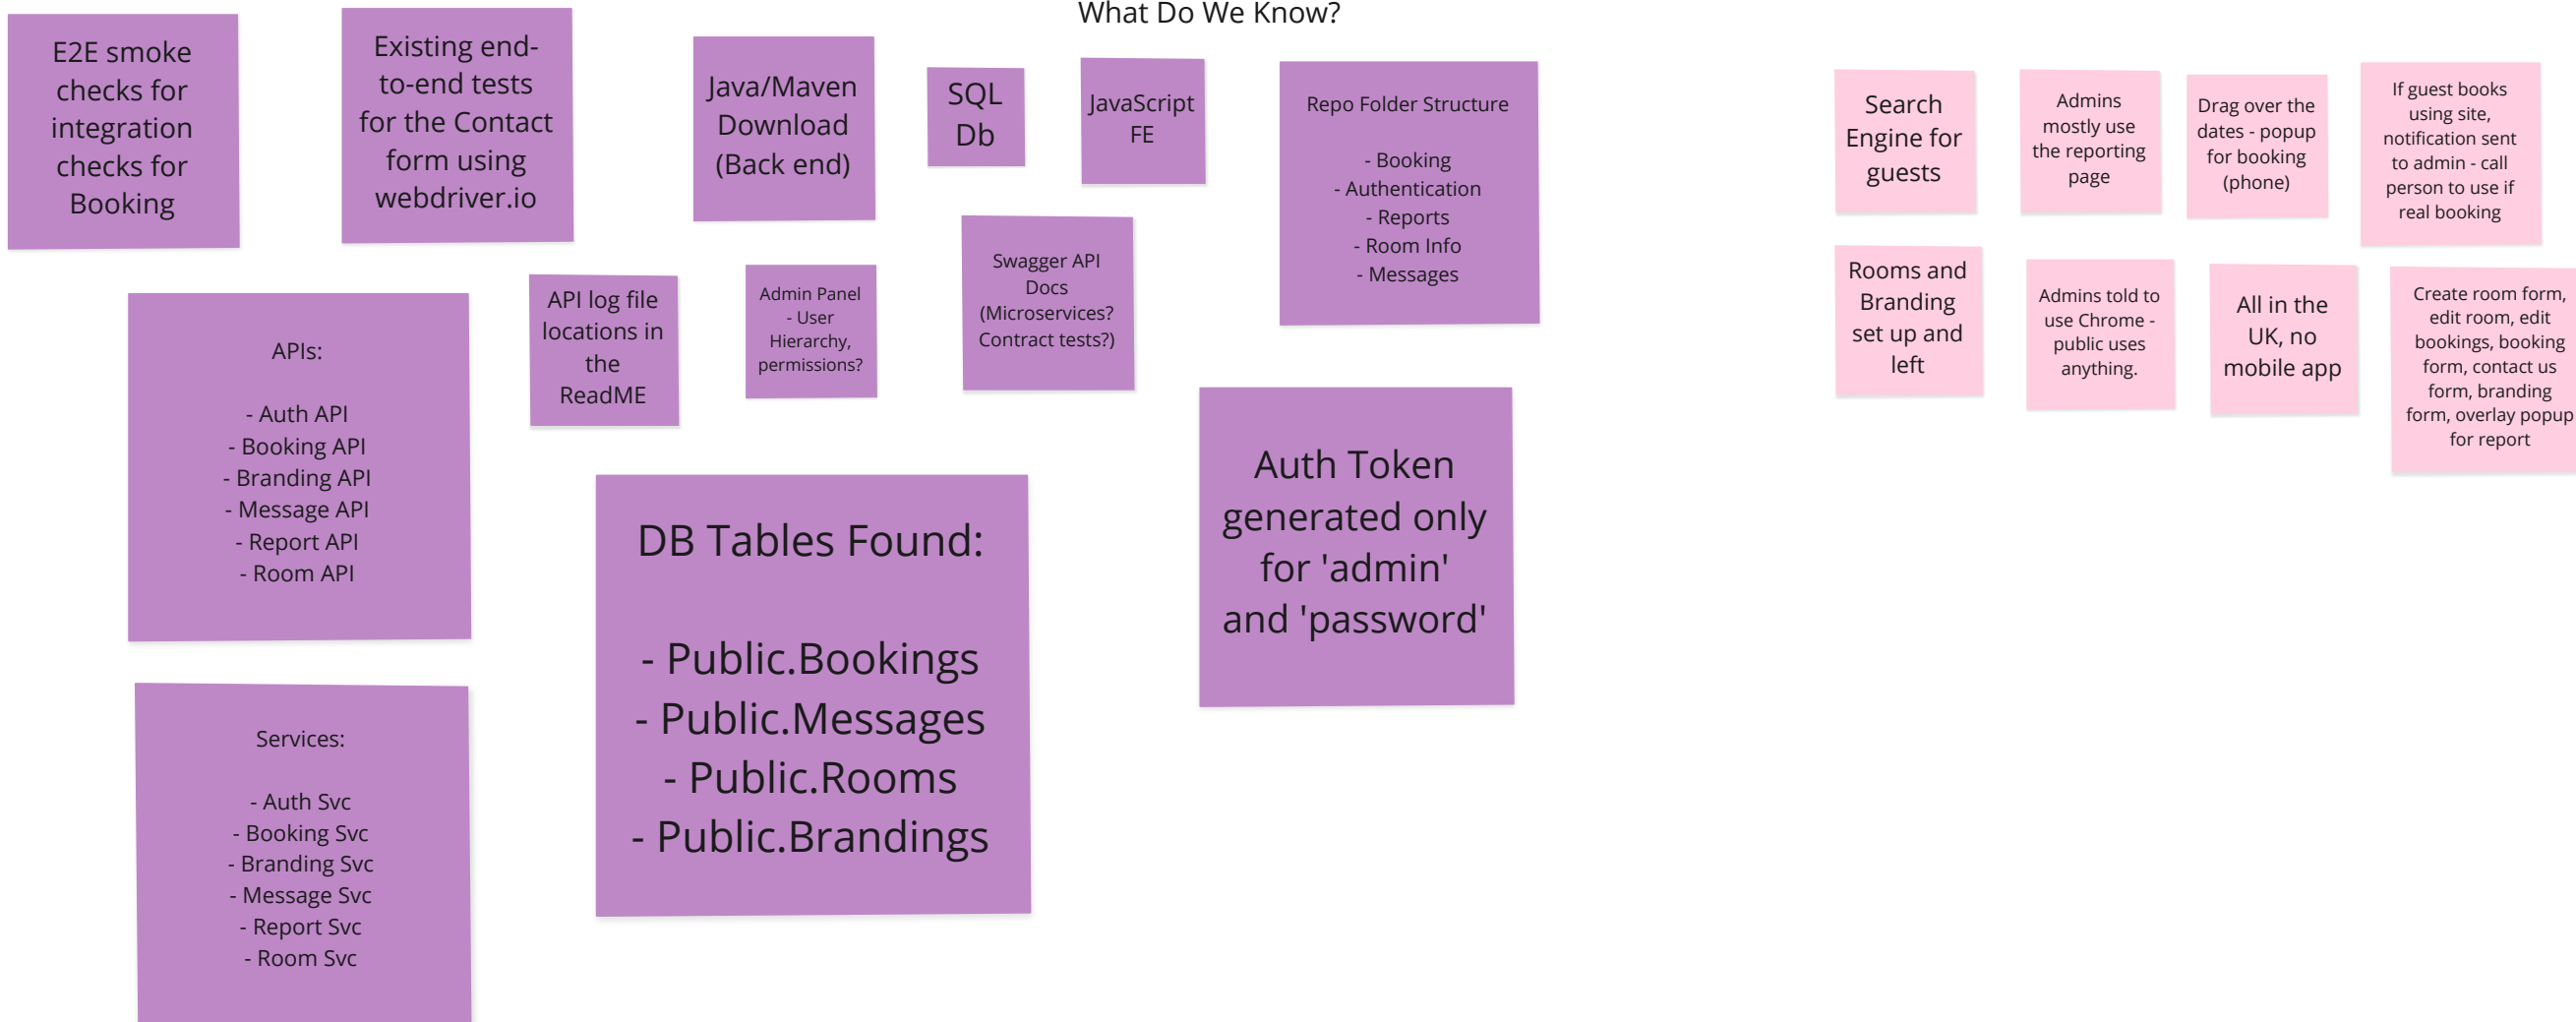 What Do We Know?
E2E smoke
checks for
integration
checks for
Booking
Existing end-
to-end tests
for the Contact
form using
webdriver.io
Java/Maven
Download
(Back end)
SQL
Db
JavaScript
FE
Repo Folder Structure
- Booking
- Authentication
- Reports
- Room Info
- Messages
APIs:
- Auth API
- Booking API
- Branding API
- Message API
- Report API
- Room API
API log file
locations in
the
ReadME
Admin Panel
- User
Hierarchy,
permissions?
Swagger API
Docs
(Microservices?
Contract tests?)
Services:
- Auth Svc
- Booking Svc
- Branding Svc
- Message Svc
- Report Svc
- Room Svc
DB Tables Found:
- Public.Bookings
- Public.Messages
- Public.Rooms
- Public.Brandings
Auth Token
generated only
for 'admin'
and 'password'
Search
Engine for
guests
Admins
mostly use
the reporting
page
Drag over the
dates - popup
for booking
(phone)
If guest books
using site,
notification sent
to admin - call
person to use if
real booking
Rooms and
Branding
set up and
left
Admins told to
use Chrome -
public uses
anything.
All in the
UK, no
mobile app
Create room form,
edit room, edit
bookings, booking
form, contact us
form, branding
form, overlay popup
for report